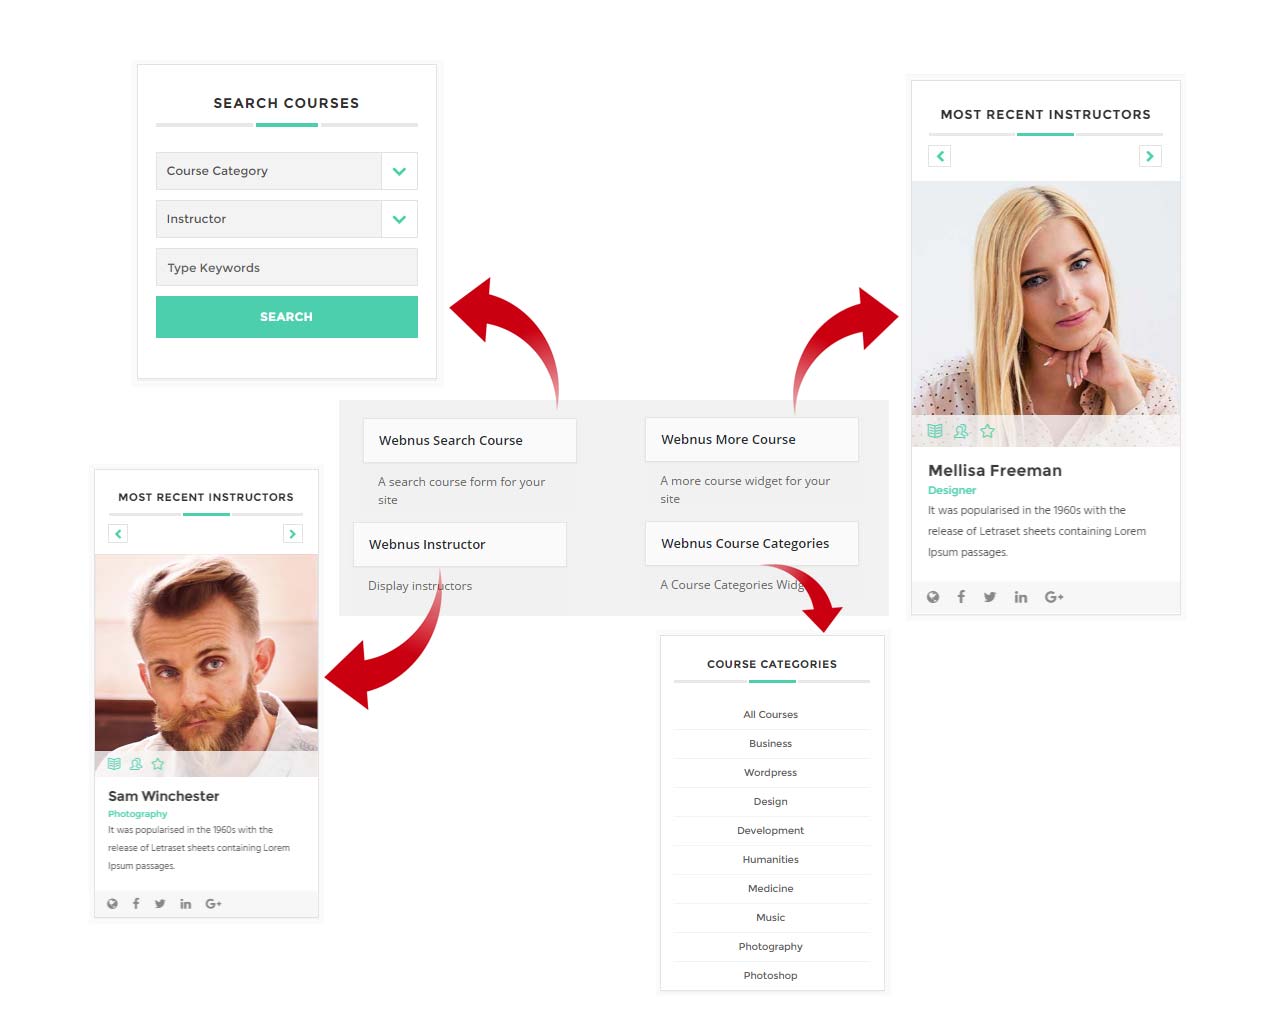 SEARCH COURSES
Course Category
Instructor
Type Keywords
SEARCH
MOST RECENT INSTRUCTORS
Mellisa Freeman
Designer
It was popularised in the 1960s with the
release of Letraset sheets containing Lorem
Ipsum passages.
G+
Webnus Search Course
A search course form for your
site
Webnus Instructor
Display instructors
Webnus More Course
A more course widget for your
site
Webnus Course Categories
A Course Categories Widg
MOST RECENT INSTRUCTORS
Sam Winchester
Photography
It was popularised in the 1960s with the
release of Letraset sheets containing Lorem
Ipsum passages.
G+
COURSE CATEGORIES
All Courses
Business
Wordpress
Design
Development
Humanities
Medicine
Music
Photography
Photoshop